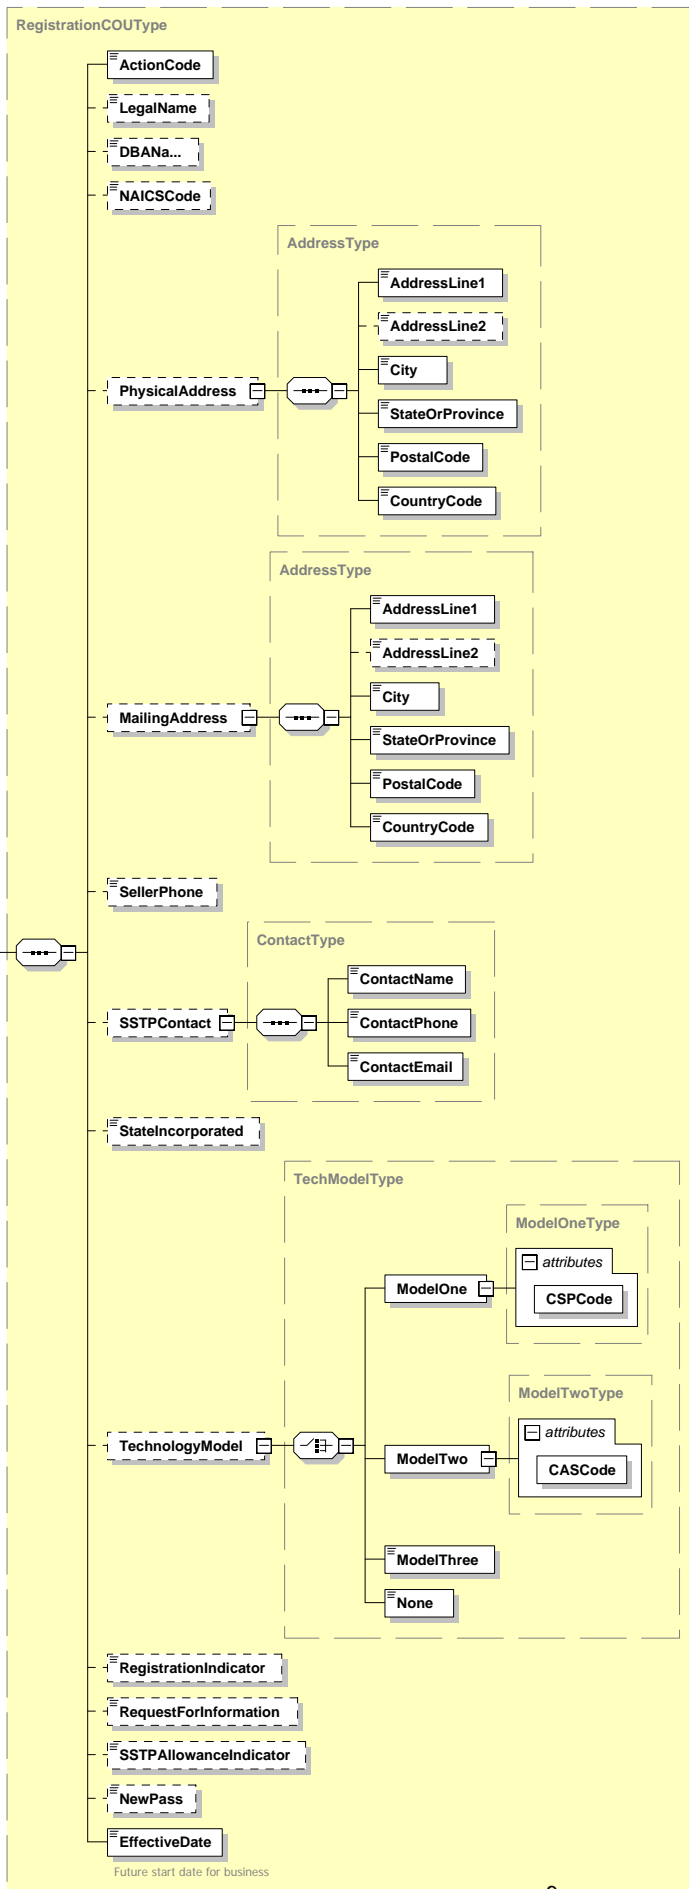 RegistrationCOUType
ActionCode
LegalName
DBANa...
NAICSCode
AddressType
AddressLine1
AddressLine2
City
PhysicalAddress
StateOrProvince
PostalCode
CountryCode
AddressType
AddressLine1
AddressLine2
City
MailingAddress
StateOrProvince
PostalCode
CountryCode
SellerPhone
ContactType
ContactName
SSTPContact
ContactPhone
ContactEmail
StateIncorporated
TechModelType
ModelOneType
attributes
ModelOne
CSPCode
ModelTwoType
attributes
TechnologyModel
ModelTwo
CASCode
ModelThree
None
RegistrationIndicator
RequestForInformation
SSTPAllowanceIndicator
NewPass
EffectiveDate
Future start date for business